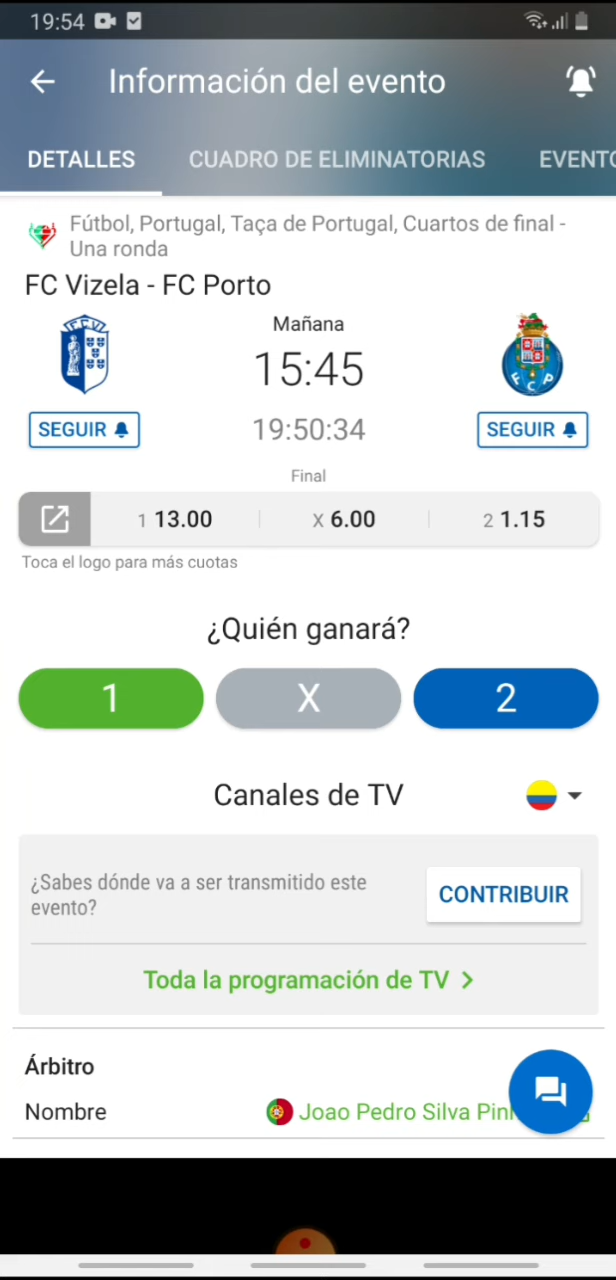 19:54
Información del evento
DETALLES CUADRO DE ELIMINATORIAS EVENTO
Fútbol, Portugal, Taça de Portugal, Cuartos de final -
Una ronda
FC Vizela - FC Porto
Mañana
15:45
SEGUIR 19:50:34 SEGUIR
Final
1 13.00 X 6.00 2 1.15
Toca el logo para más cuotas
¿Quién ganará?
1 X 2
Canales de TV
¿Sabes dónde va a ser transmitido este
evento?
CONTRIBUIR
Toda la programación de TV
Árbitro
Nombre Joao Pedro Silva Pin